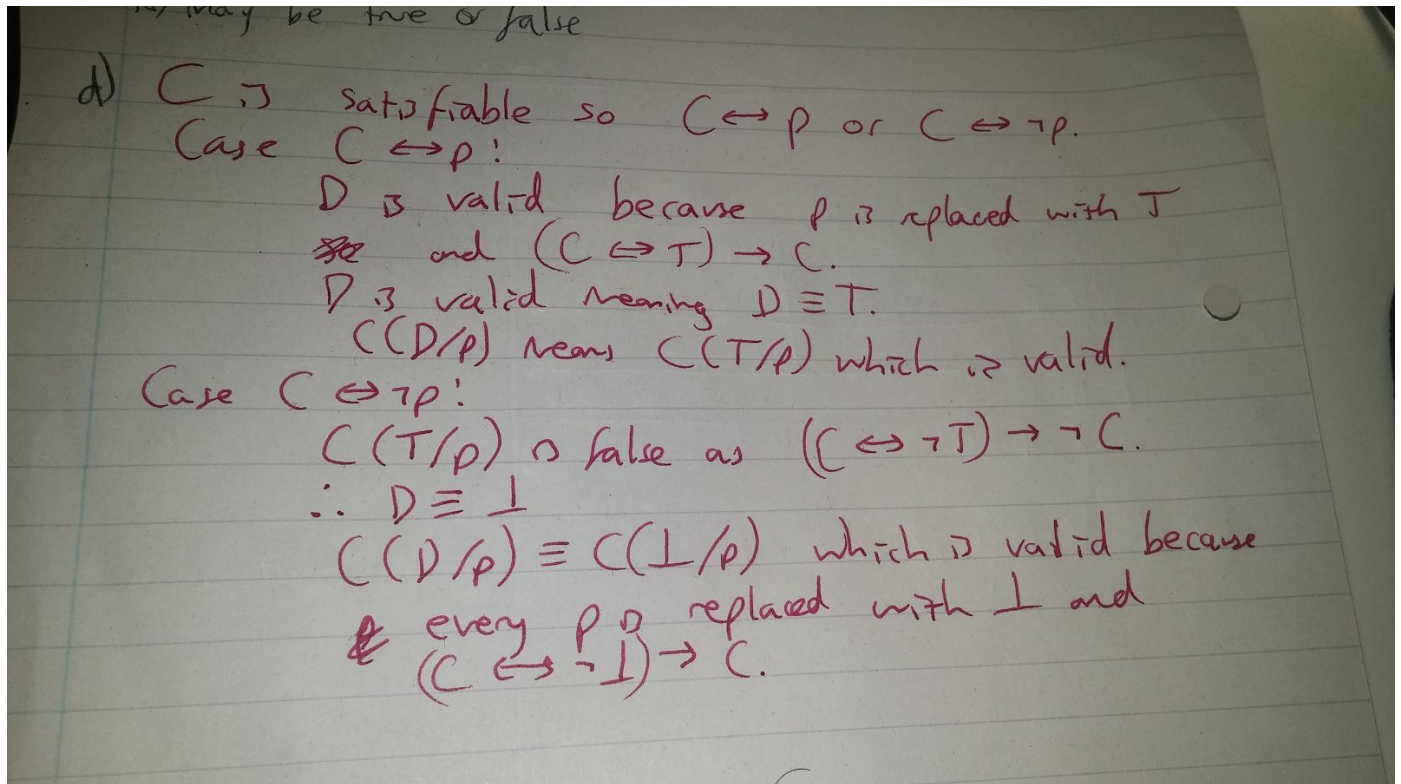 may be true or false
d) C is satisfiable so C ↔ p or C ↔ ¬p.
Case C ↔ p:
D is valid because p is replaced with T
and (C ↔ T) → C.
D is valid meaning D ≡ T.
C(D/p) means C(T/p) which is valid.
Case C ↔ ¬p:
C(T/p) is false as (C ↔ ¬T) → ¬C.
∴ D ≡ ⊥
C(D/p) ≡ C(⊥/p) which is valid because
every p is replaced with ⊥ and
(C ↔ ¬⊥) → C.